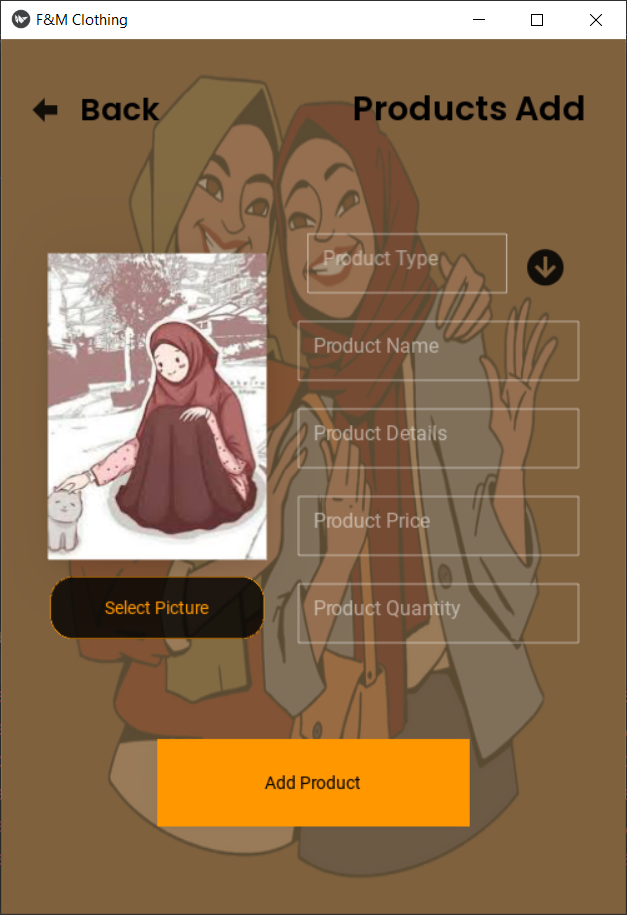 F&M Clothing
Back
Products Add
Product Type
Product Name
Product Details
Product Price
Product Quantity
Select Picture
Add Product